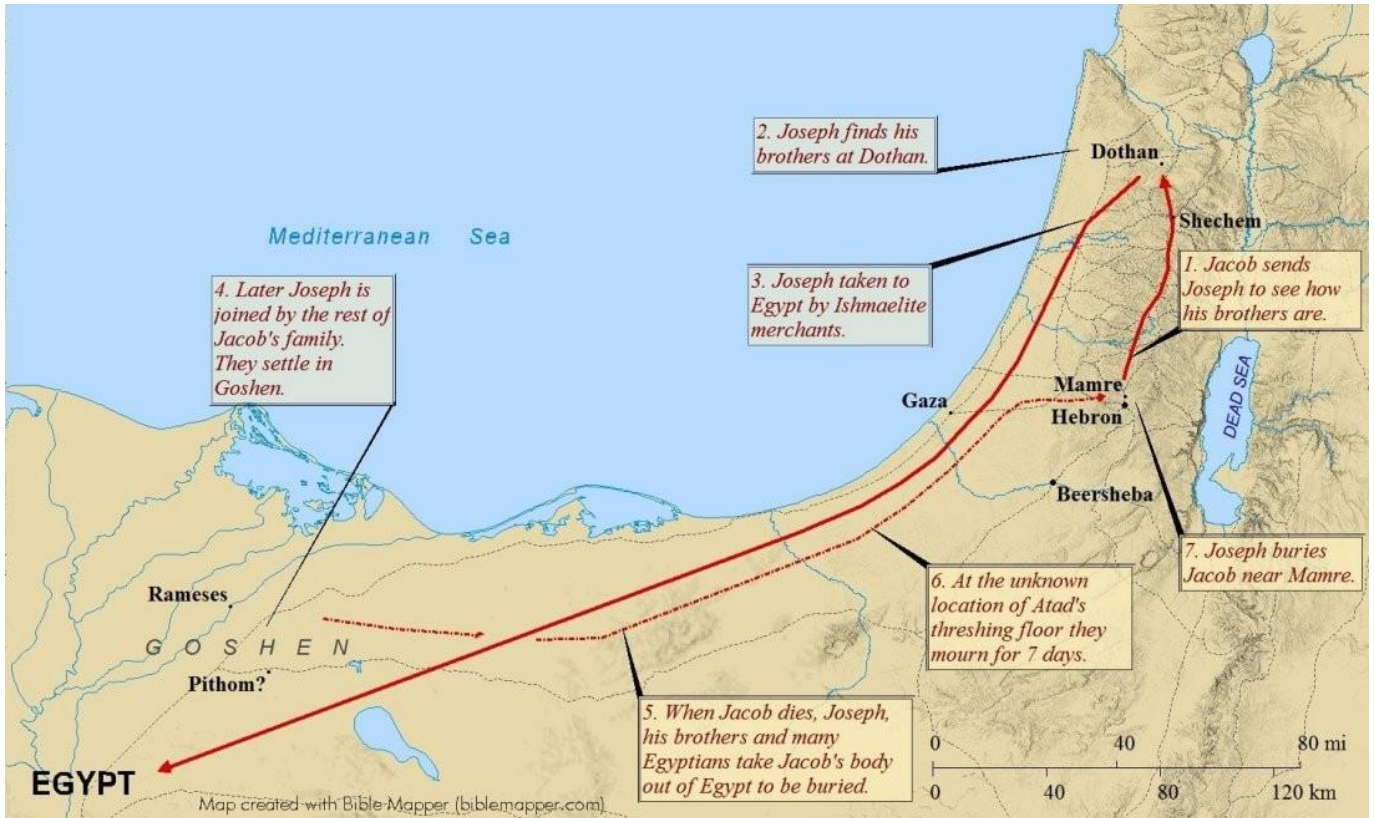 2. Joseph finds his
brothers at Dothan.
Dothan
Shechem
Mediterranean Sea
1. Jacob sends
Joseph to see how
his brothers are.
3. Joseph taken to
Egypt by Ishmaelite
merchants.
4. Later Joseph is
joined by the rest of
Jacob's family.
They settle in
Goshen.
Mamre
Gaza
Hebron
DEAD SEA
Beersheba
7. Joseph buries
Jacob near Mamre.
6. At the unknown
location of Atad's
threshing floor they
mourn for 7 days.
Rameses
GOSHEN
Pithom?
5. When Jacob dies, Joseph,
his brothers and many
Egyptians take Jacob's body
out of Egypt to be buried.
0 40 80 mi
0 40 80 120 km
EGYPT
Map created with Bible Mapper (biblemapper.com)